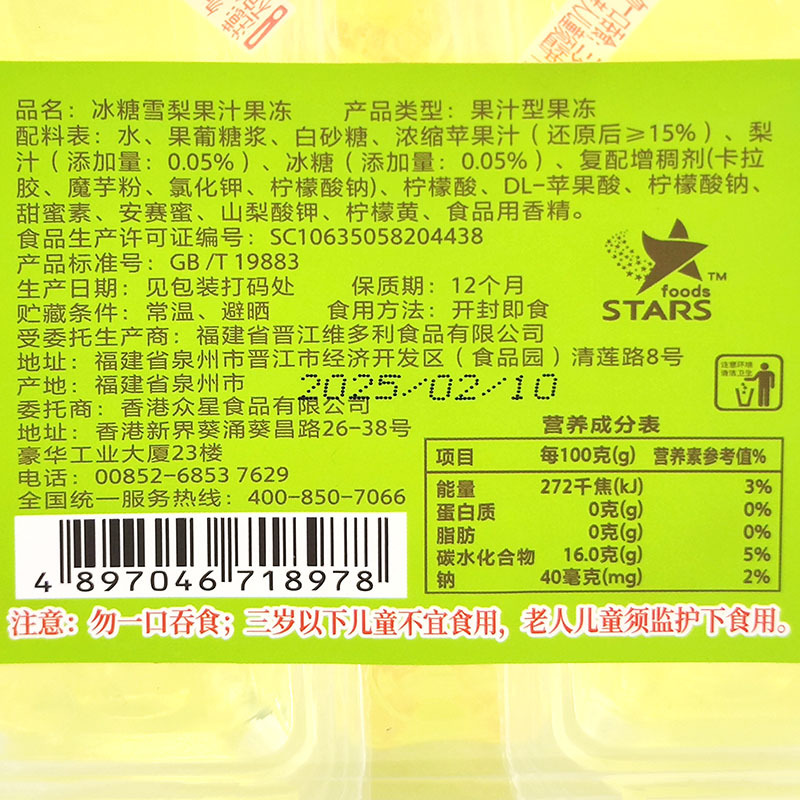 品名：冰糖雪梨果汁果冻　产品类型：果汁型果冻
配料表：水、果葡糖浆、白砂糖、浓缩苹果汁（还原后≥15%）、梨
汁（添加量：0.05%）、冰糖（添加量：0.05%）、复配增稠剂(卡拉
胶、魔芋粉、氯化钾、柠檬酸钠)、柠檬酸、DL-苹果酸、柠檬酸钠、
甜蜜素、安赛蜜、山梨酸钾、柠檬黄、食品用香精。
食品生产许可证编号：SC10635058204438
产品标准号：GB/T 19883
生产日期：见包装打码处　保质期：12个月
贮藏条件：常温、避晒　食用方法：开封即食
受委托生产商：福建省晋江维多利食品有限公司
地址：福建省泉州市晋江市经济开发区（食品园）清莲路8号
产地：福建省泉州市
2025/02/10
委托商：香港众星食品有限公司
地址：香港新界葵涌葵昌路26-38号
豪华工业大厦23楼
电话：00852-6853 7629
全国统一服务热线：400-850-7066
4 897046 718978
foods
STARS
TM
注意环境
清洁卫生
营养成分表
项目 每100克(g) 营养素参考值%
能量 272千焦(kJ) 3%
蛋白质 0克(g) 0%
脂肪 0克(g) 0%
碳水化合物 16.0克(g) 5%
钠 40毫克(mg) 2%
注意：勿一口吞食；三岁以下儿童不宜食用，老人儿童须监护下食用。